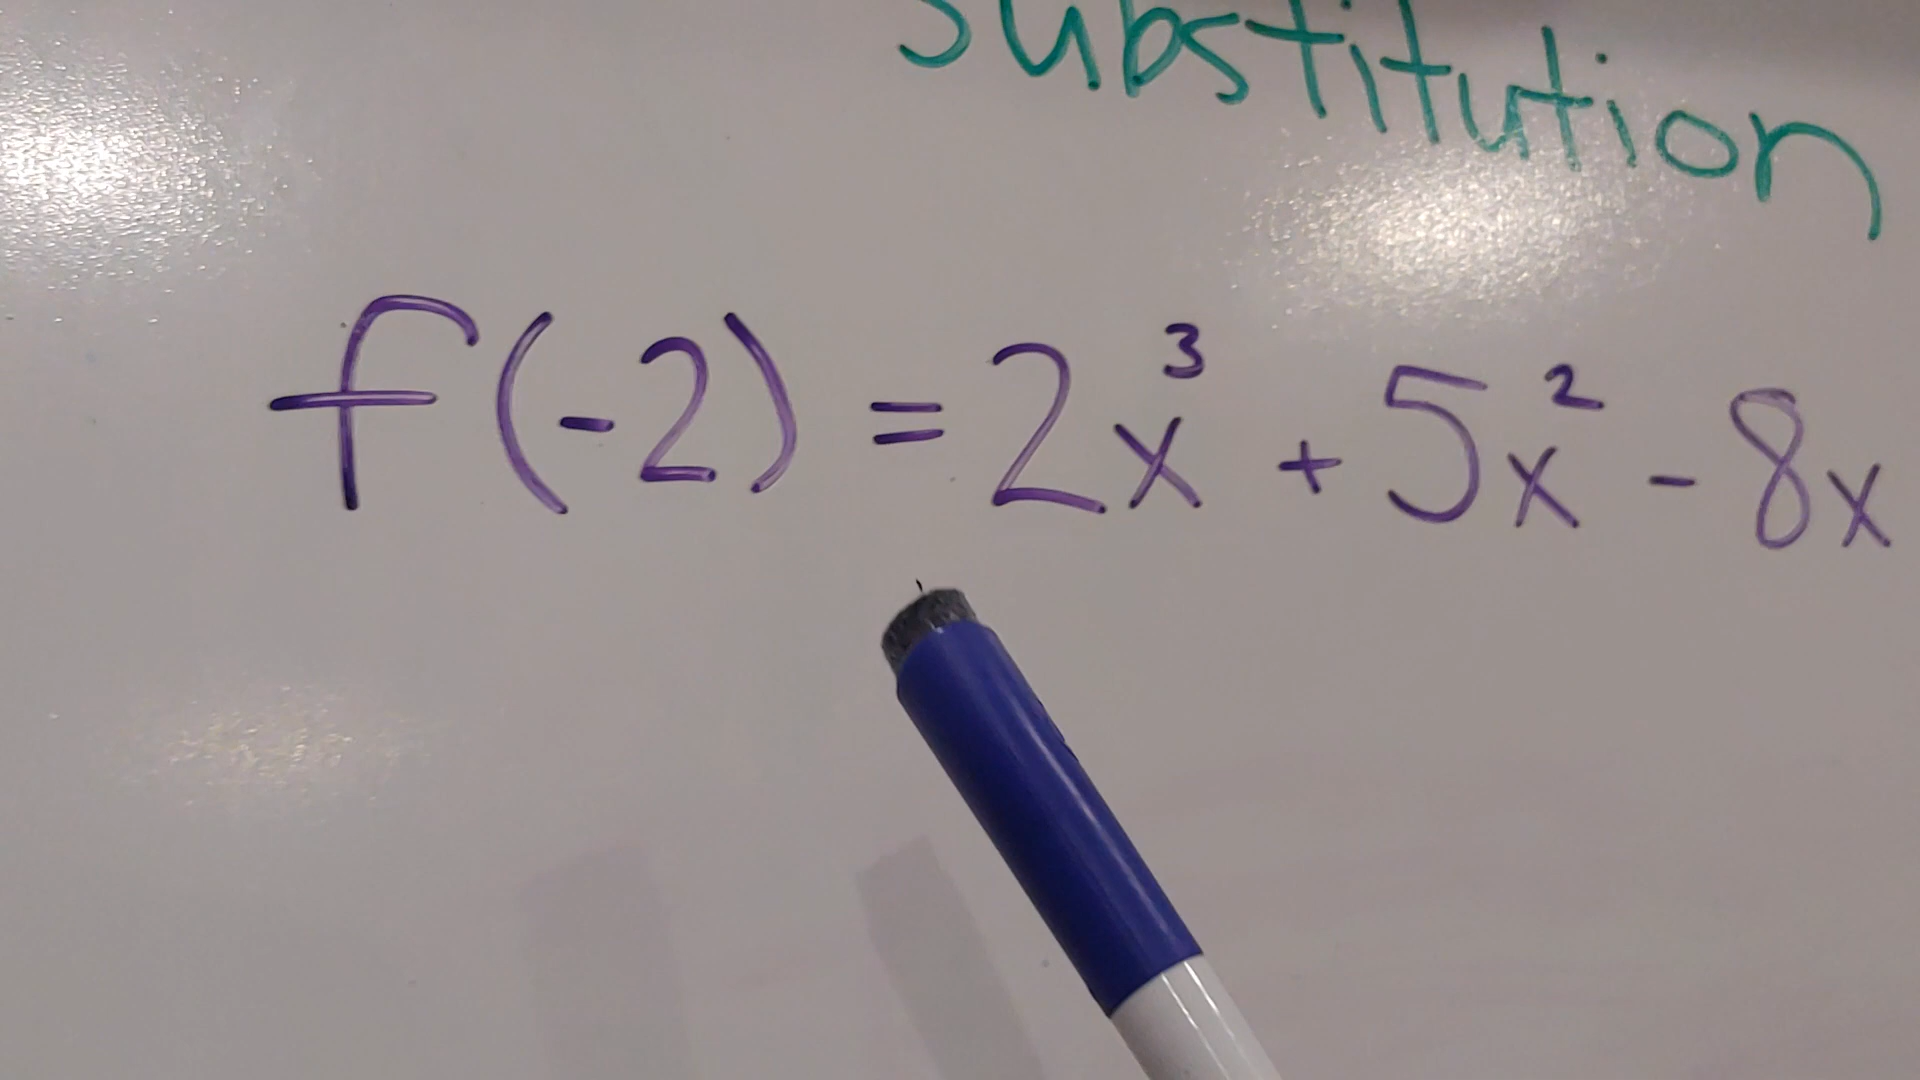 substitution
f(-2) = 2x³ + 5x² - 8x